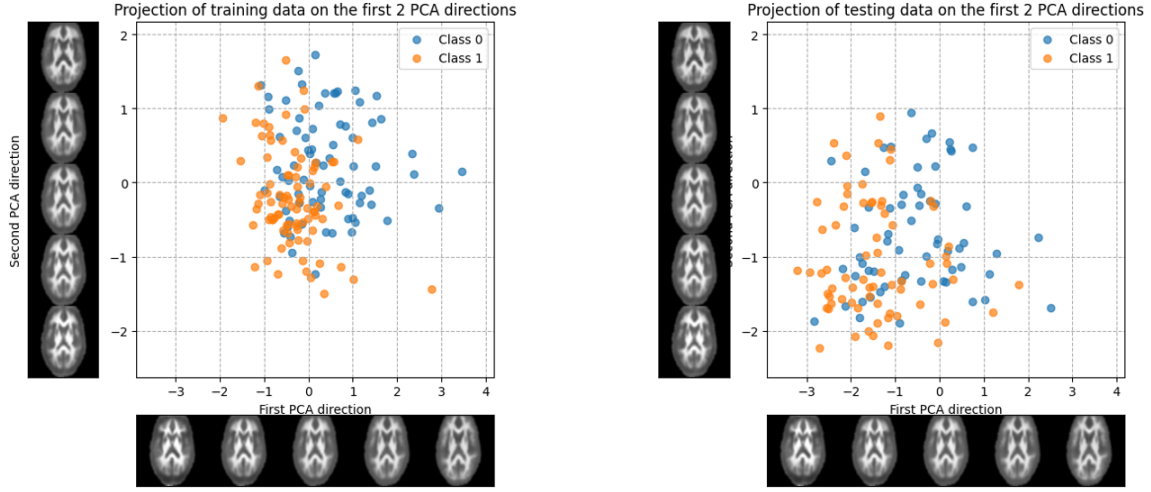 Projection of training data on the first 2 PCA directions
Class 0
Class 1
Second PCA direction
2
1
0
−1
−2
−3
−2
−1
0
1
2
3
4
First PCA direction
Projection of testing data on the first 2 PCA directions
Class 0
Class 1
direction
2
1
0
−1
−2
−3
−2
−1
0
1
2
3
4
First PCA direction